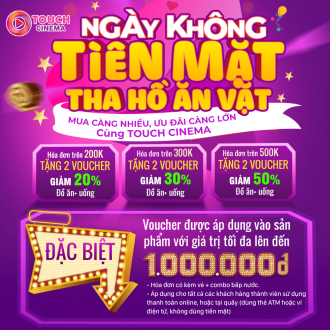 TOUCH
CINEMA
NGÀY KHÔNG
TIỀN MẶT
THA HỒ ĂN VẶT
MUA CÀNG NHIỀU, ƯU ĐÃI CÀNG LỚN
Cùng TOUCH CINEMA
Hóa đơn trên 200K
TẶNG 2 VOUCHER
GIẢM 20%
Đồ ăn+ uống
Hóa đơn trên 300K
TẶNG 2 VOUCHER
GIẢM 30%
Đồ ăn+ uống
Hóa đơn trên 500K
TẶNG 2 VOUCHER
GIẢM 50%
Đồ ăn+ uống
ĐẶC BIỆT
Voucher được áp dụng vào sản
phẩm với giá trị tối đa lên đến
1.000.000đ
- Hóa đơn có kèm vé + combo bắp nước.
- Áp dụng cho tất cả các khách hàng thành viên sử dụng
thanh toán online, hoặc tại quầy (dùng thẻ ATM hoặc ví
điện tử, không dùng tiền mặt)